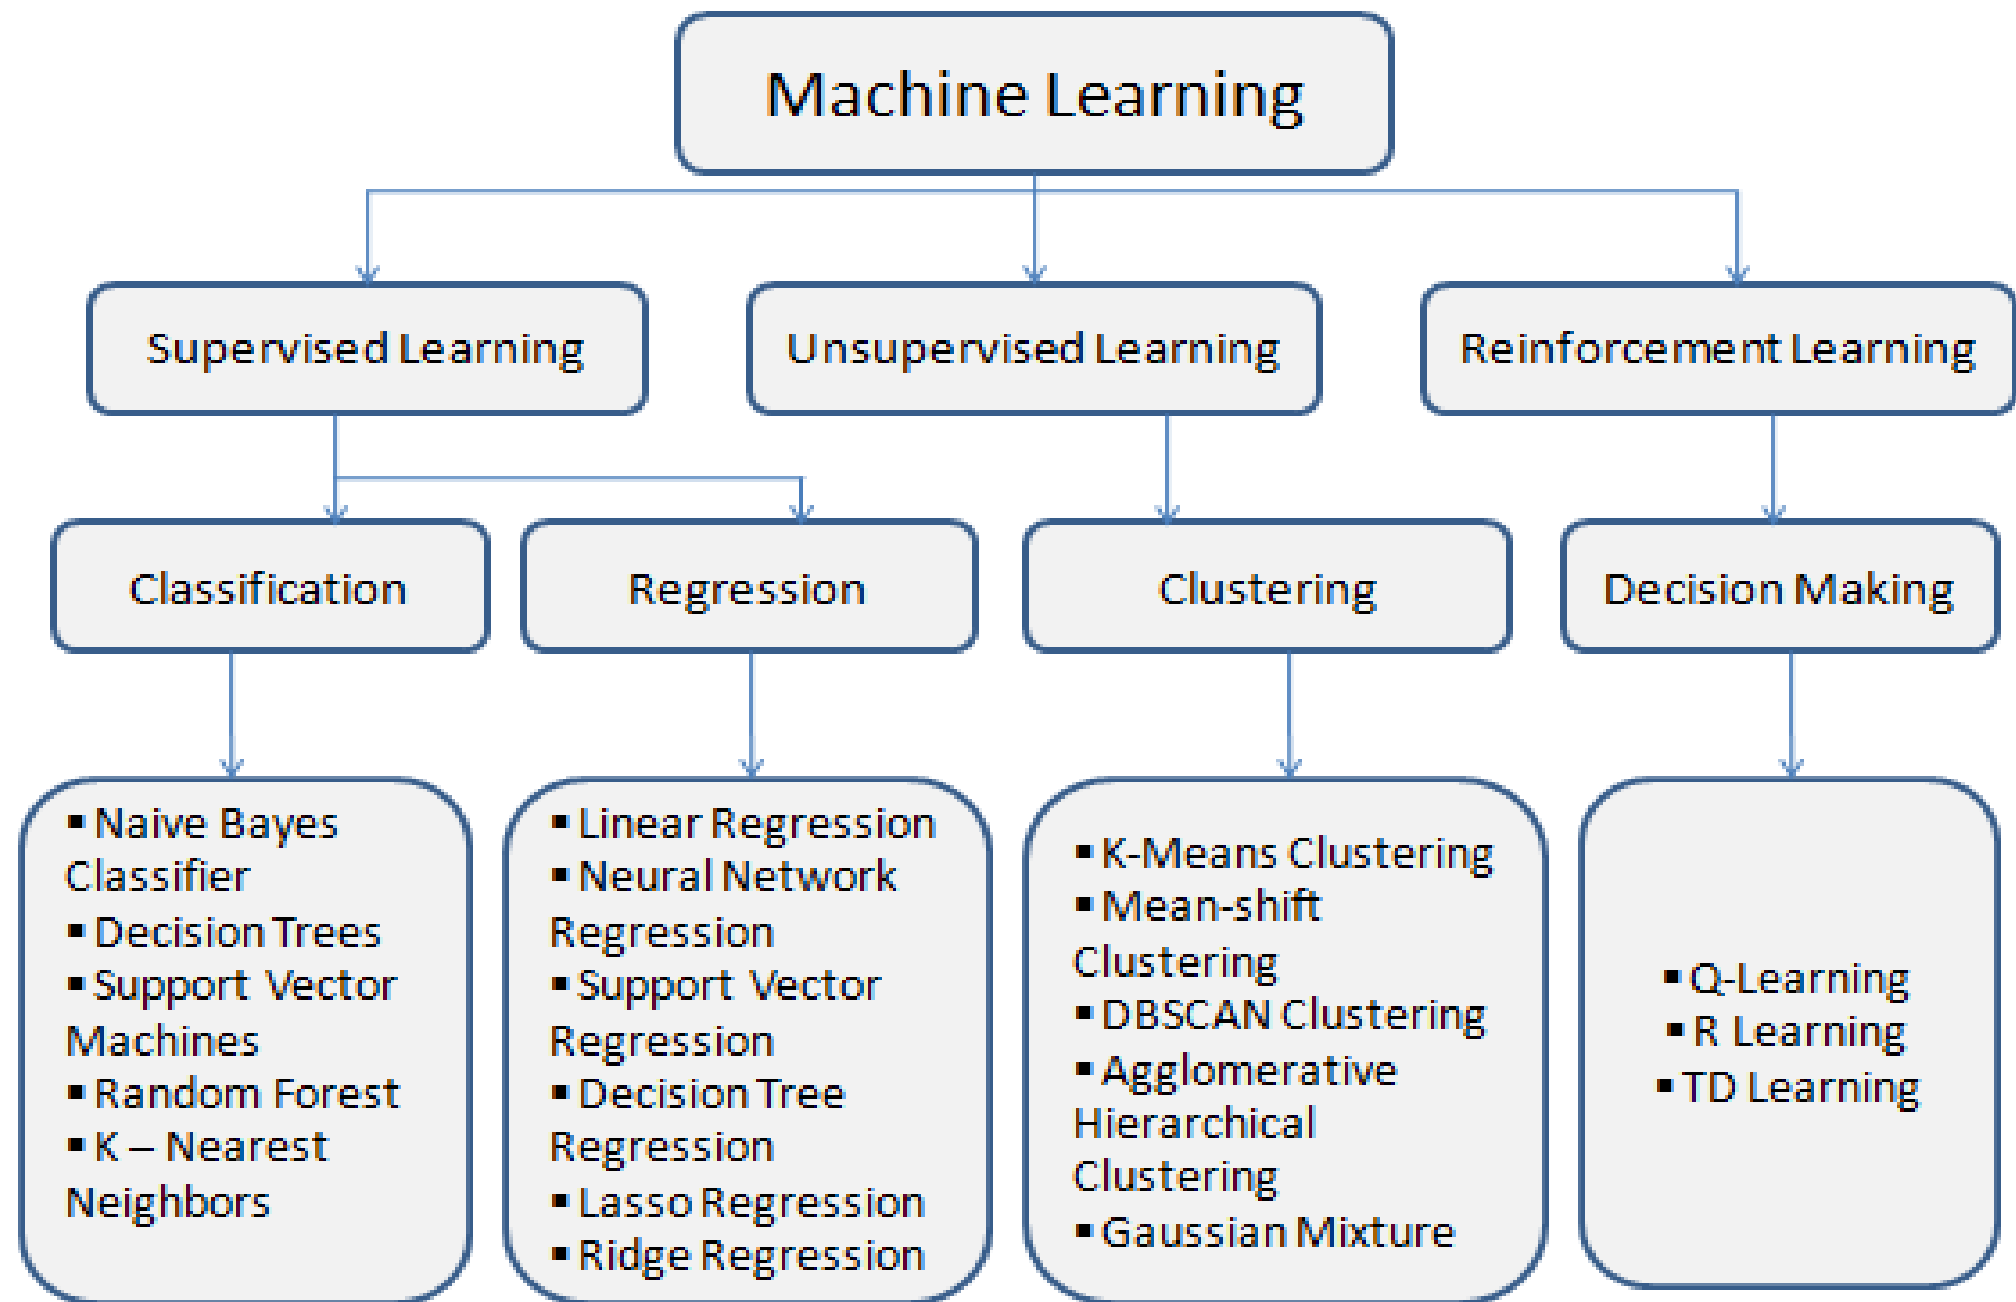 Machine Learning
Supervised Learning
Unsupervised Learning
Reinforcement Learning
Classification
Regression
Clustering
Decision Making
▪ Naive Bayes
Classifier
▪ Decision Trees
▪ Support Vector
Machines
▪ Random Forest
▪ K – Nearest
Neighbors
▪ Linear Regression
▪ Neural Network
Regression
▪ Support Vector
Regression
▪ Decision Tree
Regression
▪ Lasso Regression
▪ Ridge Regression
▪ K-Means Clustering
▪ Mean-shift
Clustering
▪ DBSCAN Clustering
▪ Agglomerative
Hierarchical
Clustering
▪ Gaussian Mixture
▪ Q-Learning
▪ R Learning
▪ TD Learning